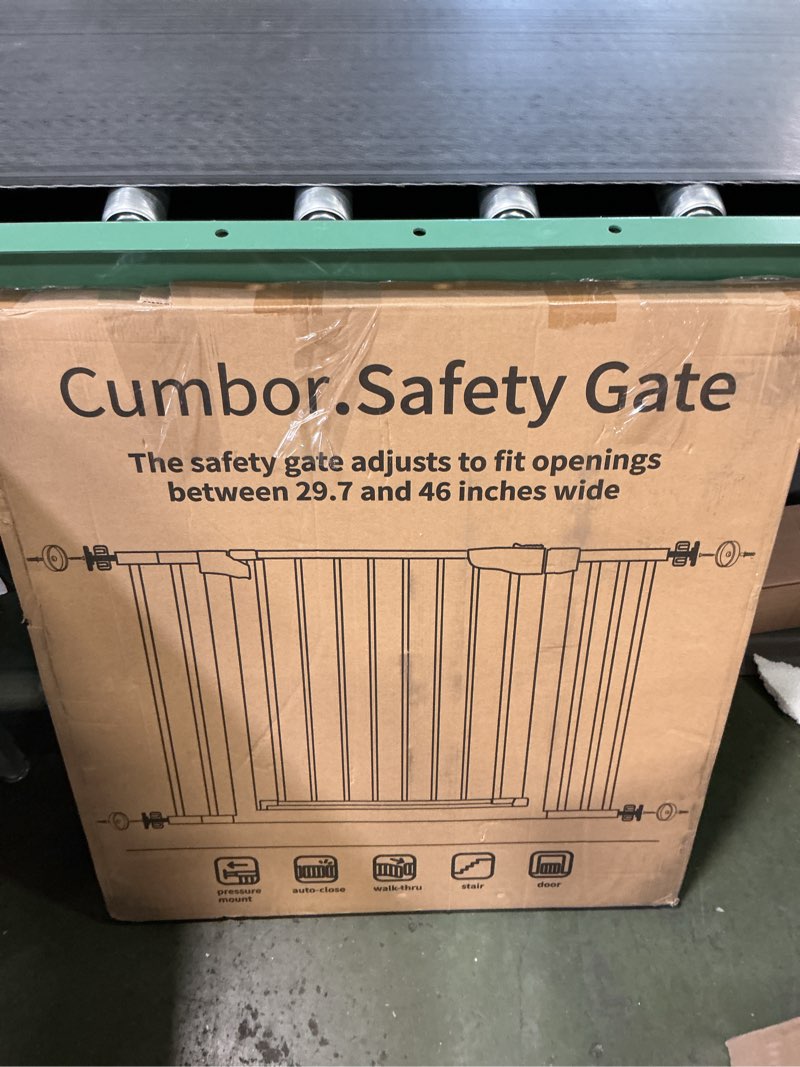 Cumbor.Safety Gate
The safety gate adjusts to fit openings
between 29.7 and 46 inches wide
pressure
mount
auto-close
walk-thru
stair
door